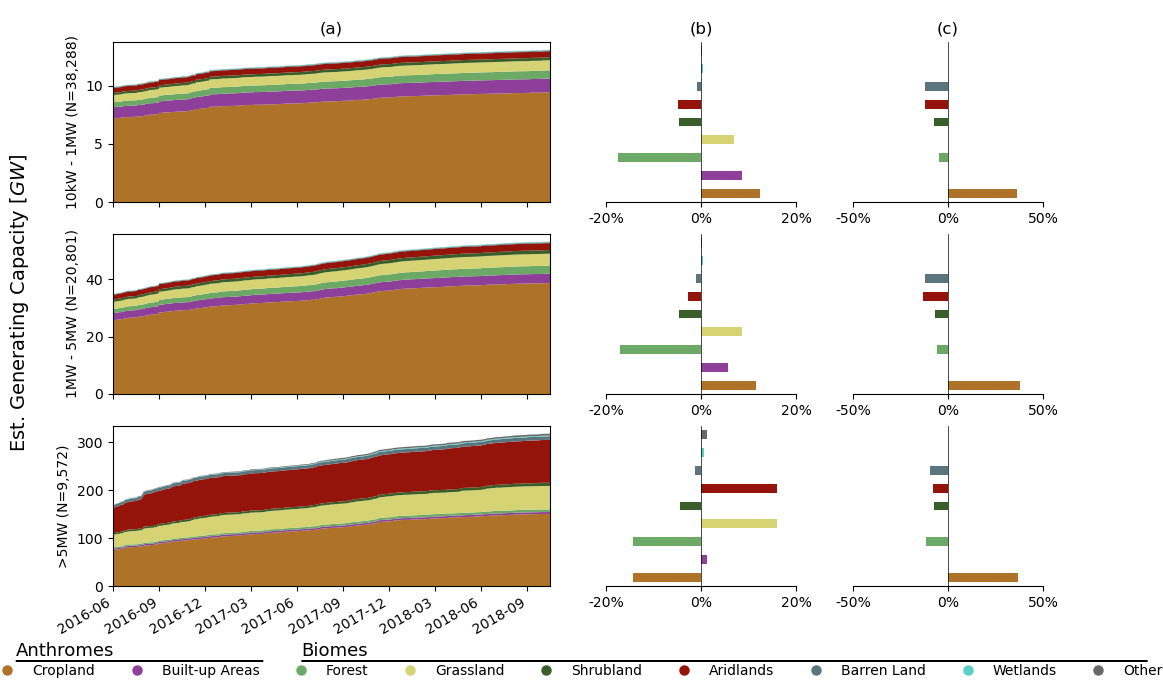 (a) (b) (c)
Est. Generating Capacity [GW]
10kW - 1MW (N=38,288)
10
5
0
-20% 0% 20% -50% 0% 50%
1MW - 5MW (N=20,801)
40
20
0
-20% 0% 20% -50% 0% 50%
>5MW (N=9,572)
300
200
100
0
-20% 0% 20% -50% 0% 50%
2016-06 2016-09 2016-12 2017-03 2017-06 2017-09 2017-12 2018-03 2018-06 2018-09
Anthromes Biomes
Cropland Built-up Areas Forest Grassland Shrubland Aridlands Barren Land Wetlands Other